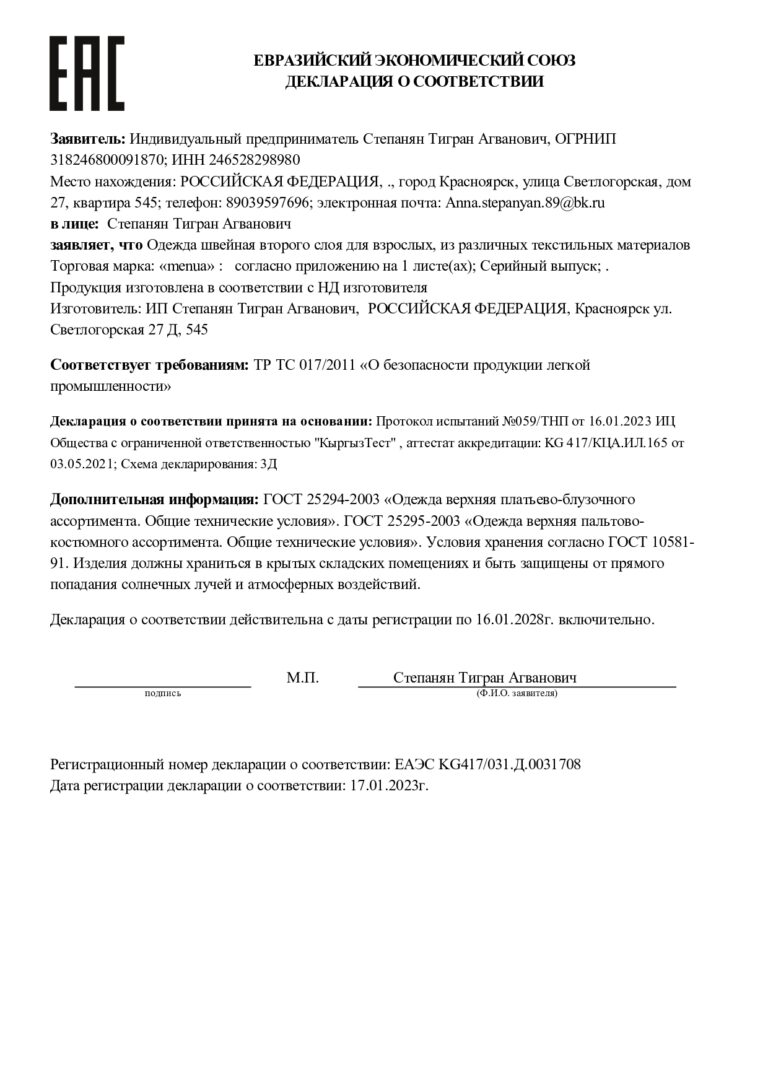 EAC
ЕВРАЗИЙСКИЙ ЭКОНОМИЧЕСКИЙ СОЮЗ
ДЕКЛАРАЦИЯ О СООТВЕТСТВИИ
Заявитель: Индивидуальный предприниматель Степанян Тигран Агванович, ОГРНИП
318246800091870; ИНН 246528298980
Место нахождения: РОССИЙСКАЯ ФЕДЕРАЦИЯ, ., город Красноярск, улица Светлогорская, дом
27, квартира 545; телефон: 89039597696; электронная почта: Anna.stepanyan.89@bk.ru
в лице: Степанян Тигран Агванович
заявляет, что Одежда швейная второго слоя для взрослых, из различных текстильных материалов
Торговая марка: «menua» : согласно приложению на 1 листе(ах); Серийный выпуск; .
Продукция изготовлена в соответствии с НД изготовителя
Изготовитель: ИП Степанян Тигран Агванович, РОССИЙСКАЯ ФЕДЕРАЦИЯ, Красноярск ул.
Светлогорская 27 Д, 545
Соответствует требованиям: ТР ТС 017/2011 «О безопасности продукции легкой
промышленности»
Декларация о соответствии принята на основании: Протокол испытаний №059/ТНП от 16.01.2023 ИЦ
Общества с ограниченной ответственностью "КыргызТест" , аттестат аккредитации: KG 417/КЦА.ИЛ.165 от
03.05.2021; Схема декларирования: 3Д
Дополнительная информация: ГОСТ 25294-2003 «Одежда верхняя платьево-блузочного
ассортимента. Общие технические условия». ГОСТ 25295-2003 «Одежда верхняя пальтово-
костюмного ассортимента. Общие технические условия». Условия хранения согласно ГОСТ 10581-
91. Изделия должны храниться в крытых складских помещениях и быть защищены от прямого
попадания солнечных лучей и атмосферных воздействий.
Декларация о соответствии действительна с даты регистрации по 16.01.2028г. включительно.
М.П. Степанян Тигран Агванович
подпись (Ф.И.О. заявителя)
Регистрационный номер декларации о соответствии: ЕАЭС KG417/031.Д.0031708
Дата регистрации декларации о соответствии: 17.01.2023г.